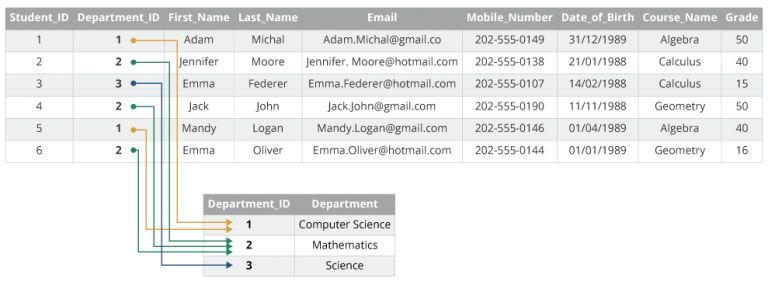 Student_ID Department_ID First_Name Last_Name Email Mobile_Number Date_of_Birth Course_Name Grade
1 1 Adam Michal Adam.Michal@gmail.co 202-555-0149 31/12/1989 Algebra 50
2 2 Jennifer Moore Jennifer. Moore@hotmail.com 202-555-0138 21/01/1988 Calculus 40
3 3 Emma Federer Emma.Federer@hotmail.com 202-555-0107 14/02/1988 Calculus 15
4 2 Jack John Jack.John@gmail.com 202-555-0190 11/11/1988 Geometry 50
5 1 Mandy Logan Mandy.Logan@gmail.com 202-555-0146 01/04/1989 Algebra 40
6 2 Emma Oliver Emma.Oliver@hotmail.com 202-555-0144 01/01/1989 Geometry 16
Department_ID Department
1 Computer Science
2 Mathematics
3 Science